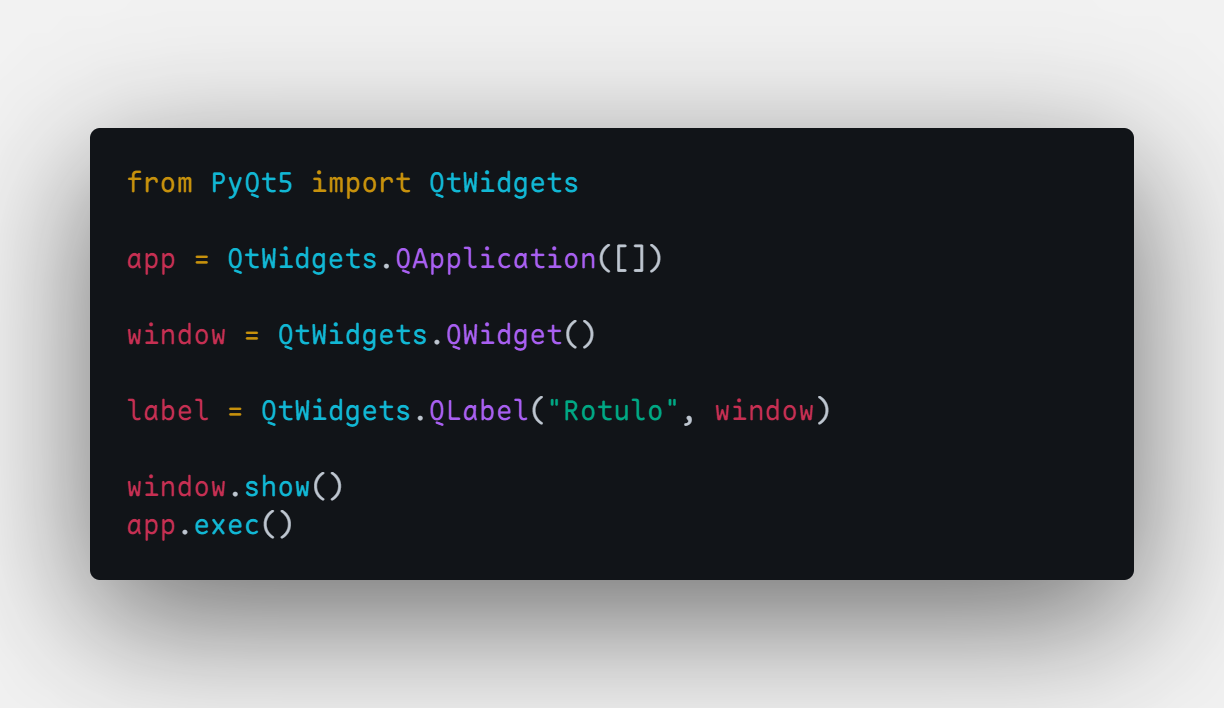 from PyQt5 import QtWidgets
app = QtWidgets.QApplication([])
window = QtWidgets.QWidget()
label = QtWidgets.QLabel("Rotulo", window)
window.show()
app.exec()